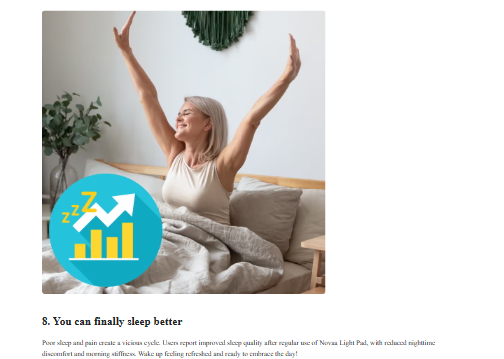 z z Z
8. You can finally sleep better
Poor sleep and pain create a vicious cycle. Users report improved sleep quality after regular use of Novaa Light Pad, with reduced nighttime
discomfort and morning stiffness. Wake up feeling refreshed and ready to embrace the day!